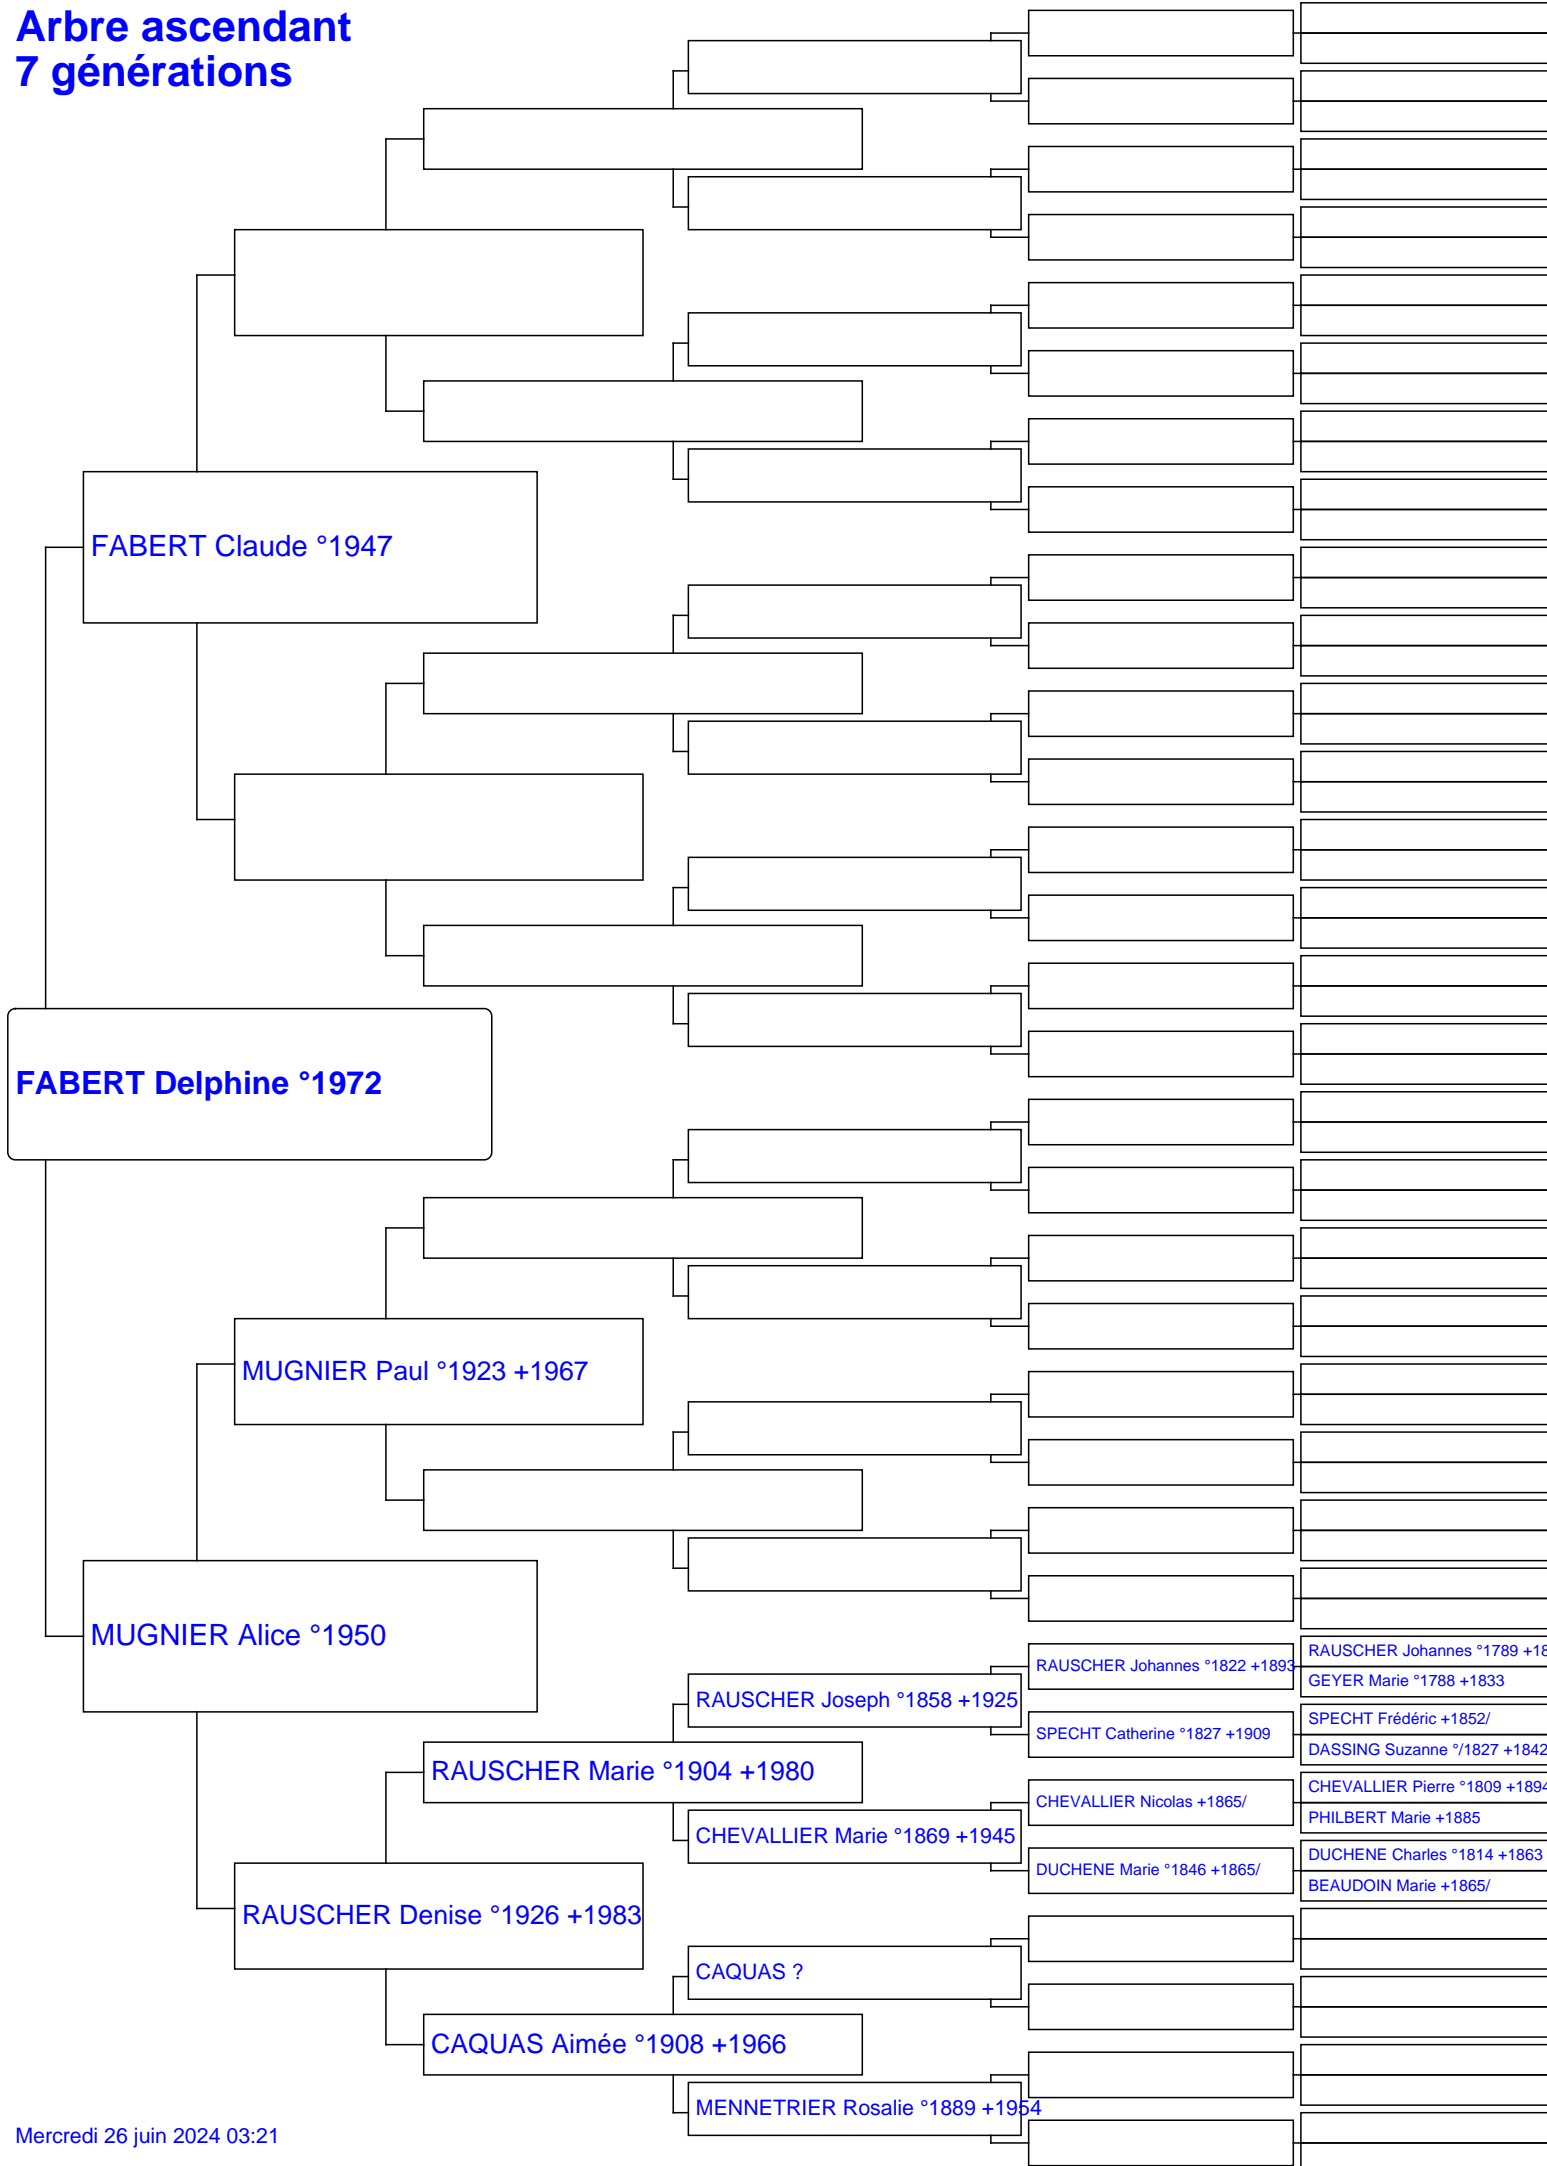 Arbre ascendant
7 générations
FABERT Claude °1947
FABERT Delphine °1972
MUGNIER Paul °1923 +1967
MUGNIER Alice °1950
RAUSCHER Johannes °1789 +18
RAUSCHER Johannes °1822 +1893
GEYER Marie °1788 +1833
RAUSCHER Joseph °1858 +1925
SPECHT Frédéric +1852/
SPECHT Catherine °1827 +1909
DASSING Suzanne °/1827 +1842
RAUSCHER Marie °1904 +1980
CHEVALLIER Pierre °1809 +1894
CHEVALLIER Nicolas +1865/
PHILBERT Marie +1885
CHEVALLIER Marie °1869 +1945
DUCHENE Charles °1814 +1863
DUCHENE Marie °1846 +1865/
BEAUDOIN Marie +1865/
RAUSCHER Denise °1926 +1983
CAQUAS ?
CAQUAS Aimée °1908 +1966
MENNETRIER Rosalie °1889 +1954
Mercredi 26 juin 2024 03:21